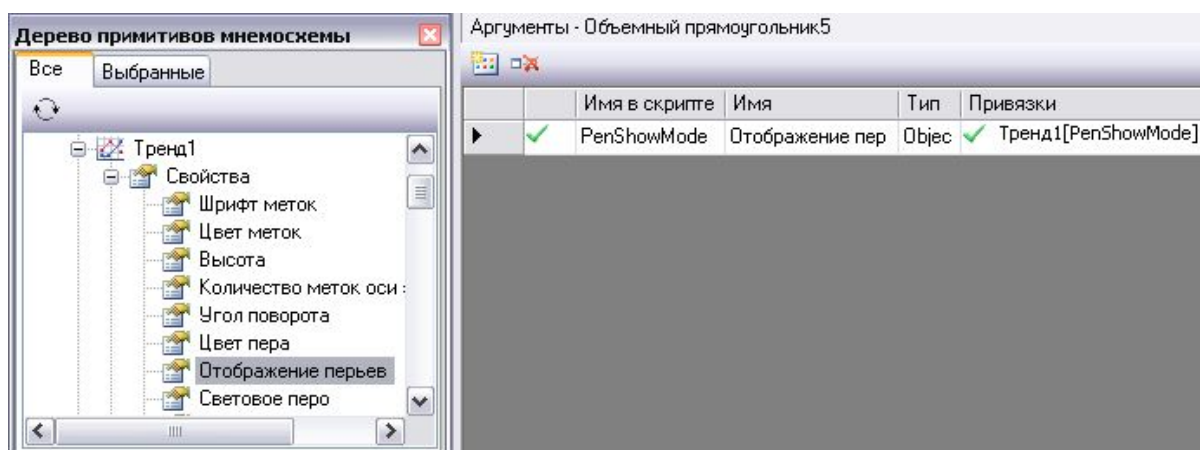 Дерево примитивов мнемосхемы
Все
Выбранные
Тренд1
Свойства
Шрифт меток
Цвет меток
Высота
Количество меток оси
Угол поворота
Цвет пера
Отображение перьев
Световое перо
Аргументы - Объемный прямоугольник5
Имя в скрипте Имя Тип Привязки
PenShowMode Отображение пер Objec Тренд1[PenShowMode]